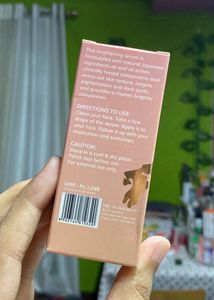 This brightening serum is
formulated with natural Japanese
ingredients as well as active,
clinically tested components that
evens out skin texture, targets
pigmentation and dark spots
and provides a clearer, brighter
complexion.
DIRECTIONS TO USE:
Clean your face. Take a few
drops of the serum. Apply it to
your face. Follow it up with your
moisturiser and sunscreen.
CAUTION:
Store in a cool & dry place.
Patch test before use.
For external use only.
MRP : Rs. 1,299